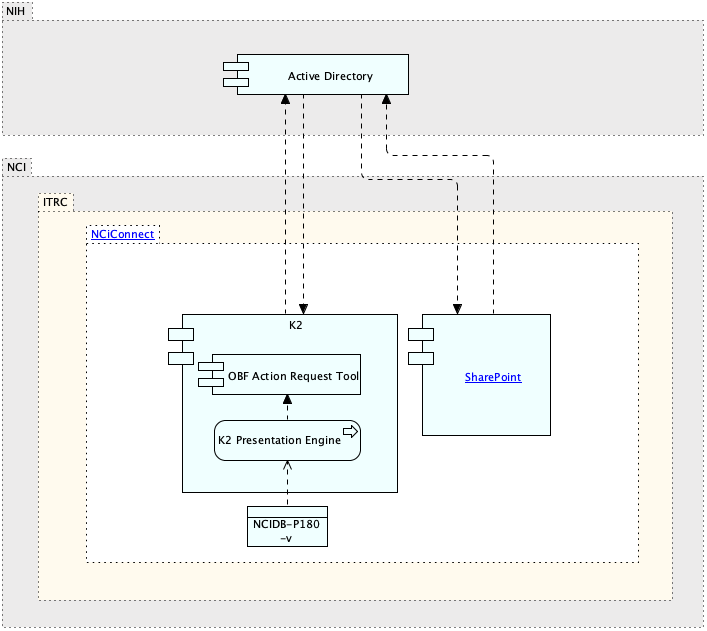 NIH
Active Directory
NCI
ITRC
NCiConnect
K2
OBF Action Request Tool
SharePoint
K2 Presentation Engine
NCIDB-P180
-v